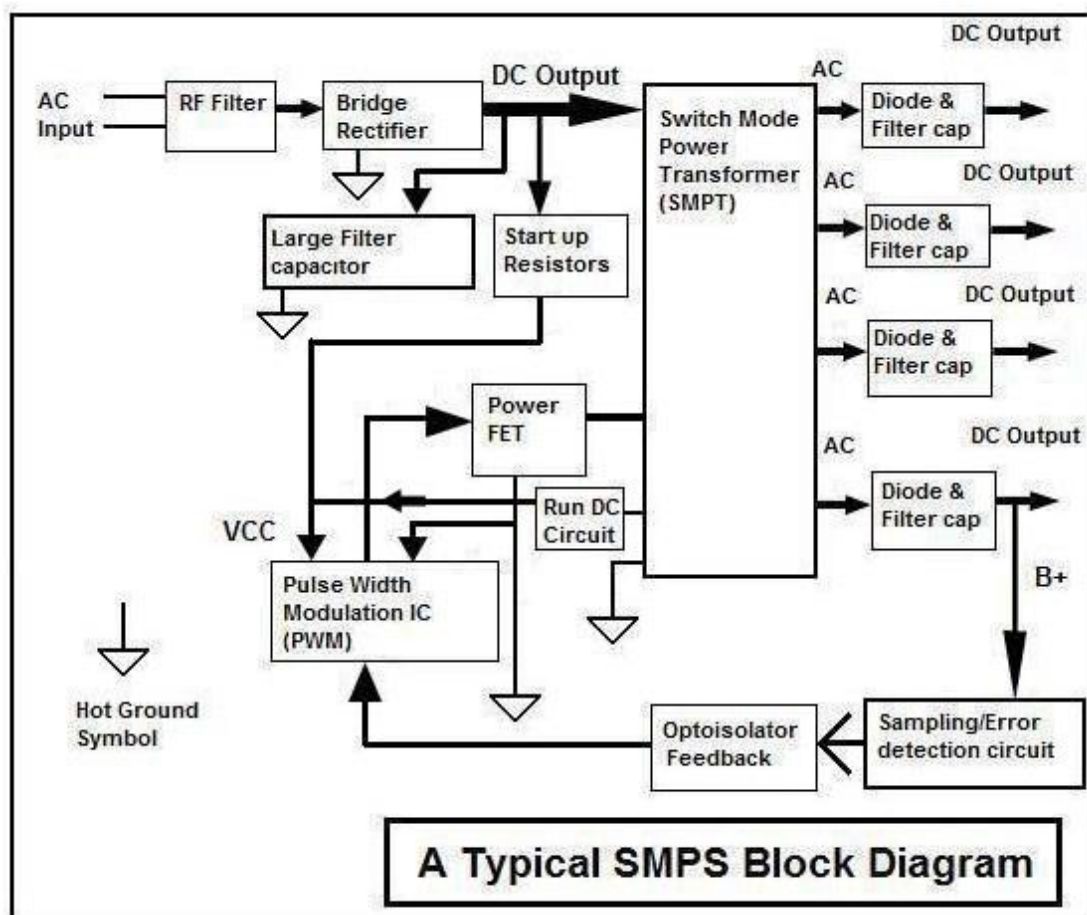 DC Output
AC
Input
RF Filter
Bridge
Rectifier
DC Output
AC
Diode &
Filter cap
Switch Mode
Power
Transformer
(SMPT)
DC Output
AC
Diode &
Filter cap
Large Filter
capacitor
Start up
Resistors
DC Output
AC
Diode &
Filter cap
Power
FET
DC Output
AC
Diode &
Filter cap
Run DC
Circuit
VCC
B+
Pulse Width
Modulation IC
(PWM)
Hot Ground
Symbol
Optoisolator
Feedback
Sampling/Error
detection circuit
A Typical SMPS Block Diagram